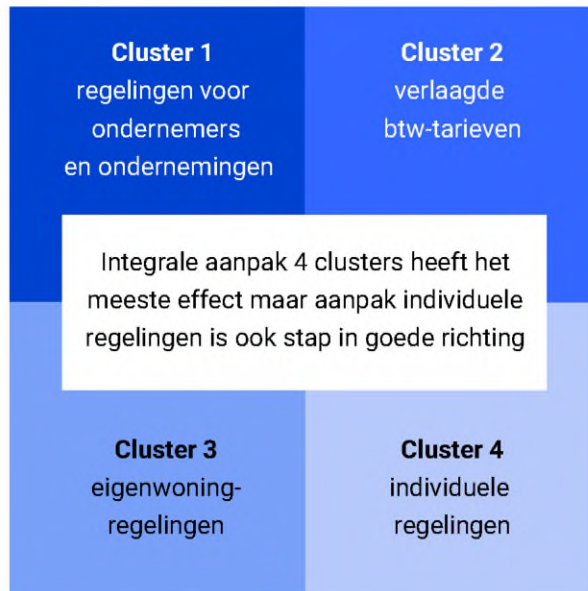 Cluster 1
regelingen voor
ondernemers
en ondernemingen
Cluster 2
verlaagde
btw-tarieven
Integrale aanpak 4 clusters heeft het
meeste effect maar aanpak individuele
regelingen is ook stap in goede richting
Cluster 3
eigenwoning-
regelingen
Cluster 4
individuele
regelingen